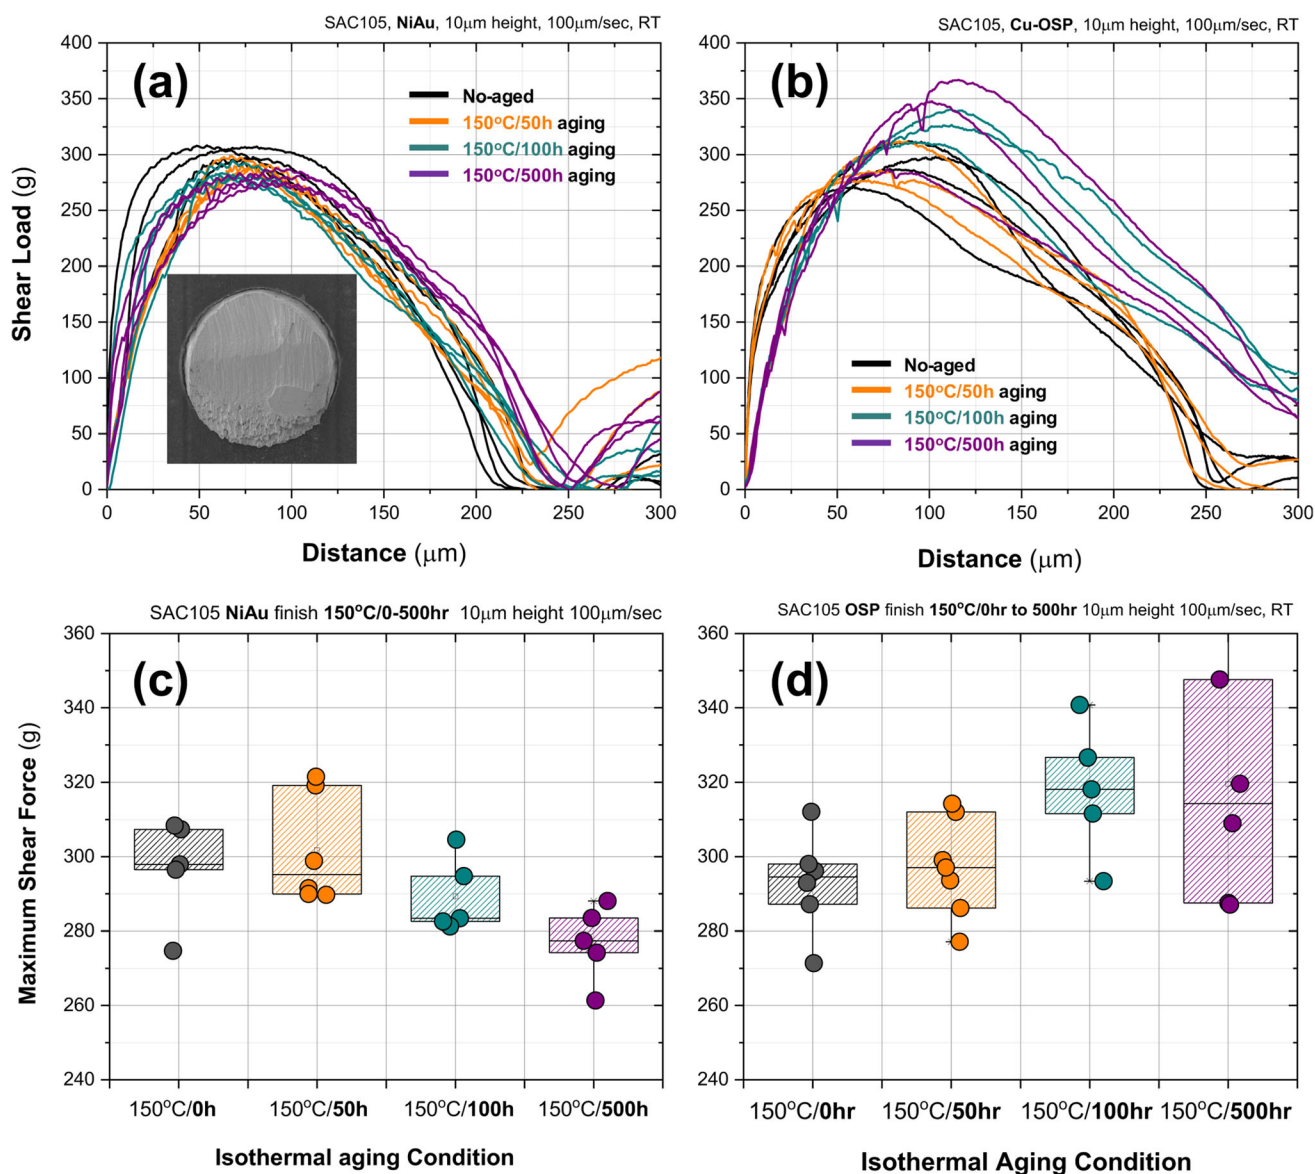 SAC105, NiAu, 10μm height, 100μm/sec, RT
(a)
No-aged
150°C/50h aging
150°C/100h aging
150°C/500h aging
400
350
300
250
200
150
100
50
0
Shear Load (g)
0 50 100 150 200 250 300
Distance (μm)
SAC105, Cu-OSP, 10μm height, 100μm/sec, RT
(b)
400
350
300
250
200
150
100
50
0
No-aged
150°C/50h aging
150°C/100h aging
150°C/500h aging
0 50 100 150 200 250 300
Distance (μm)
SAC105 NiAu finish 150°C/0-500hr 10μm height 100μm/sec
(c)
360
340
320
300
280
260
240
Maximum Shear Force (g)
150°C/0h 150°C/50h 150°C/100h 150°C/500h
Isothermal aging Condition
SAC105 OSP finish 150°C/0hr to 500hr 10μm height 100μm/sec, RT
(d)
360
340
320
300
280
260
240
150°C/0hr 150°C/50hr 150°C/100hr 150°C/500hr
Isothermal Aging Condition